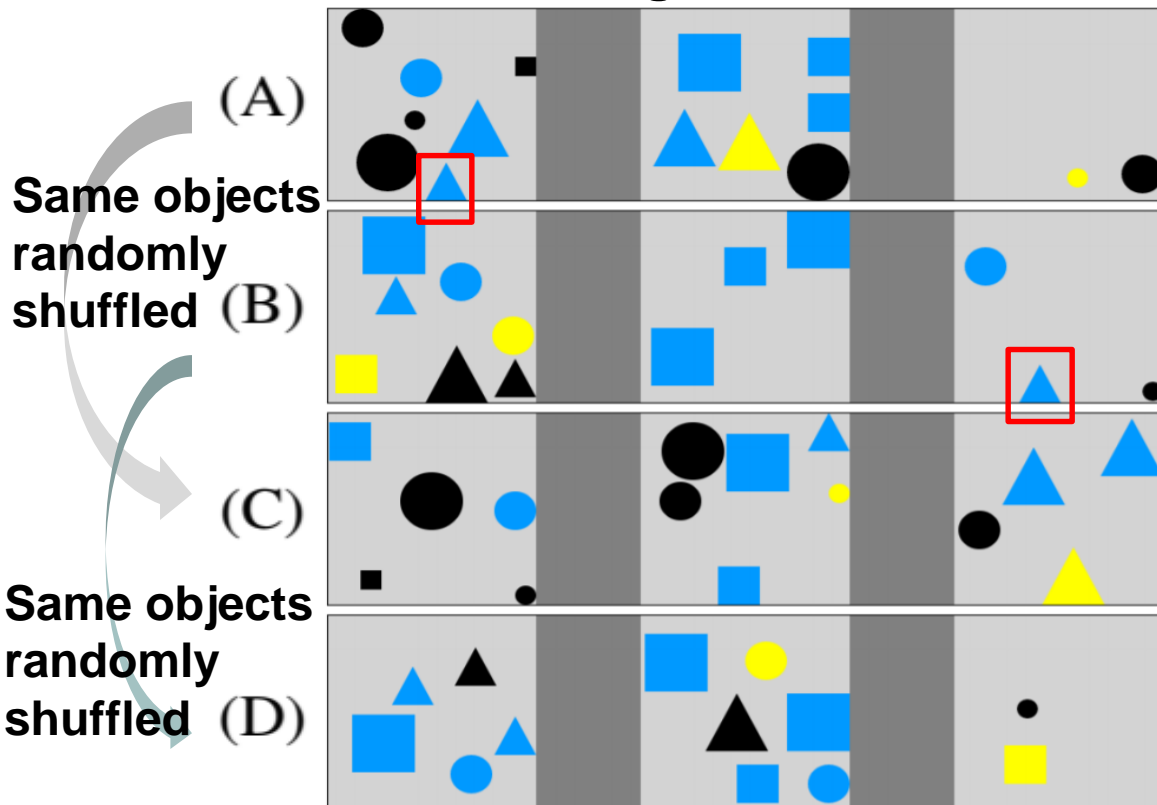 (A)
Same objects
randomly
shuffled
(B)
(C)
Same objects
randomly
shuffled
(D)